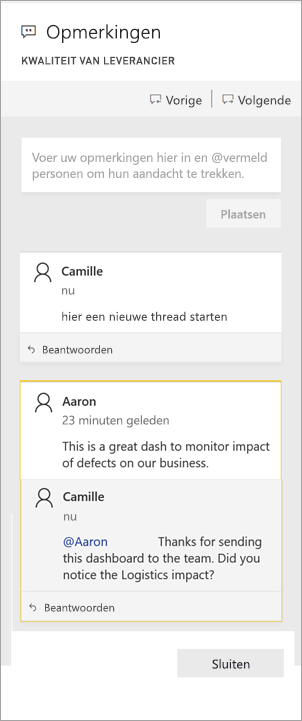 Opmerkingen
KWALITEIT VAN LEVERANCIER
Vorige | Volgende
Voer uw opmerkingen hier in en @vermeld
personen om hun aandacht te trekken.
Plaatsen
Camille
nu
hier een nieuwe thread starten
Beantwoorden
Aaron
23 minuten geleden
This is a great dash to monitor impact
of defects on our business.
Camille
nu
@Aaron Thanks for sending
this dashboard to the team. Did you
notice the Logistics impact?
Beantwoorden
Sluiten